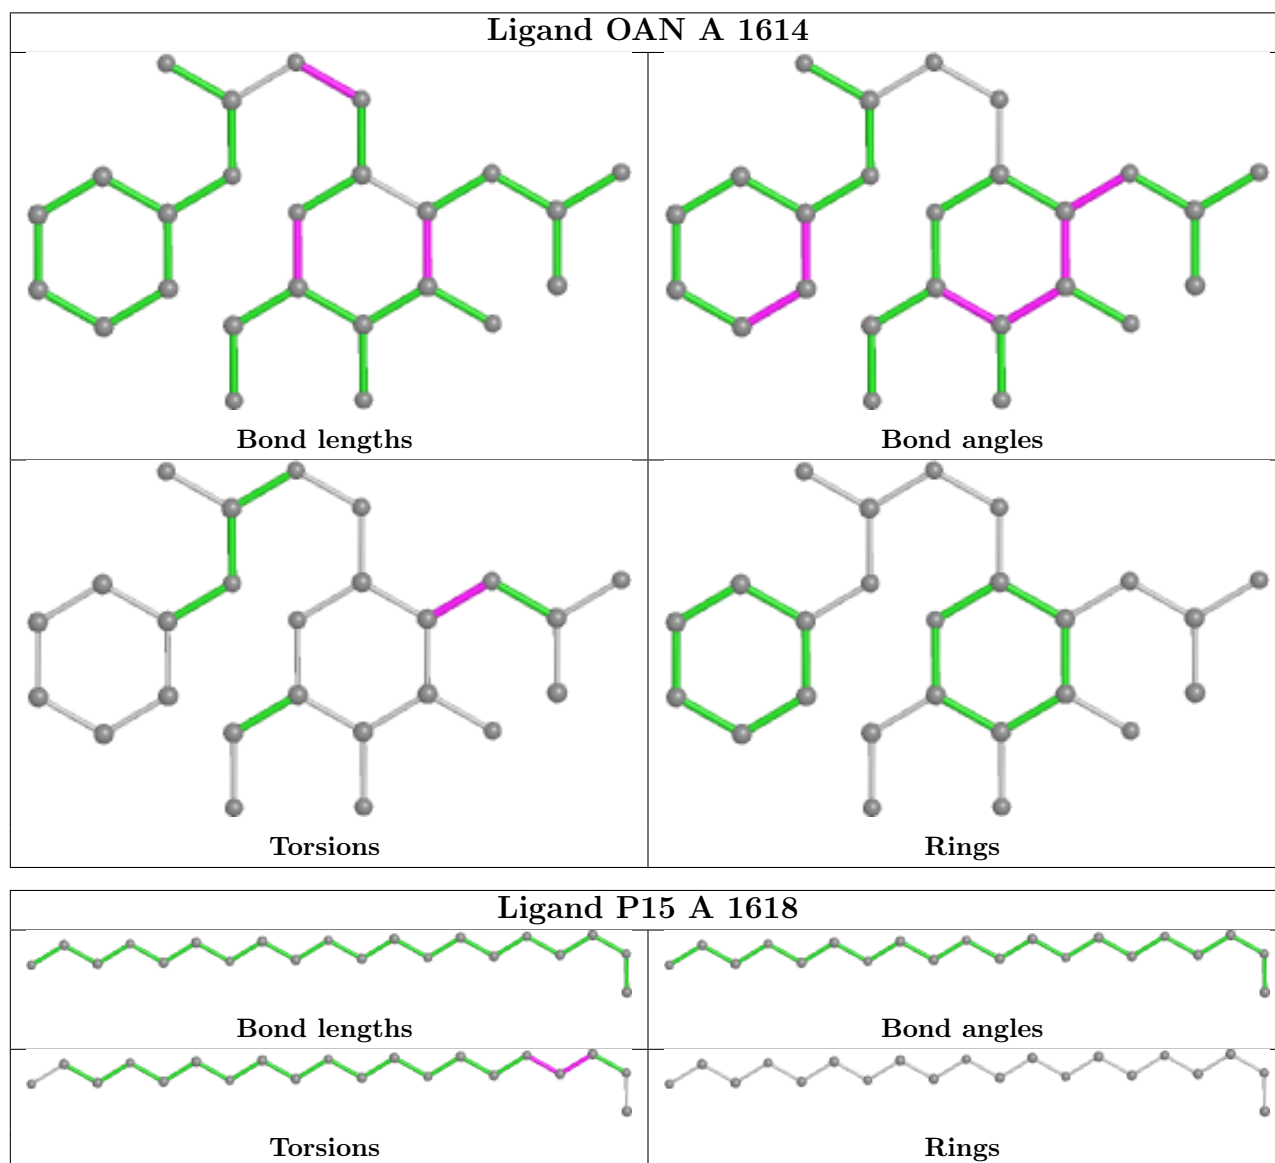 Ligand OAN A 1614
Bond lengths
Bond angles
Torsions
Rings
Ligand P15 A 1618
Bond lengths
Bond angles
Torsions
Rings